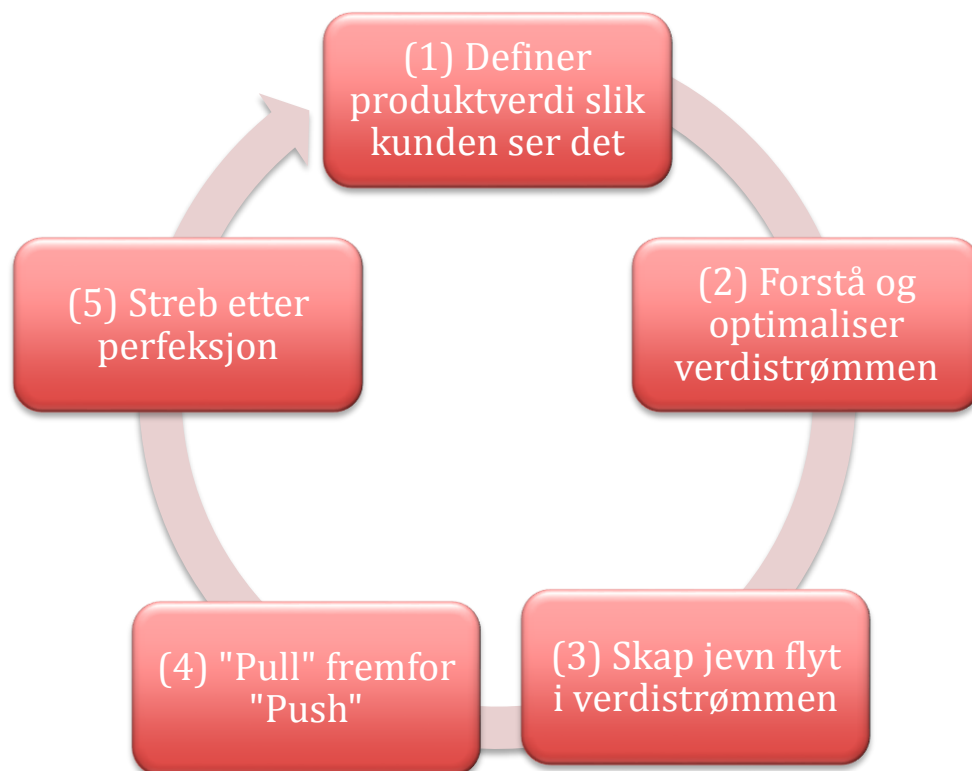 (1) Definer
produktverdi slik
kunden ser det
(2) Forstå og
optimaliser
verdistrømmen
(3) Skap jevn flyt
i verdistrømmen
(4) "Pull" fremfor
"Push"
(5) Streb etter
perfeksjon